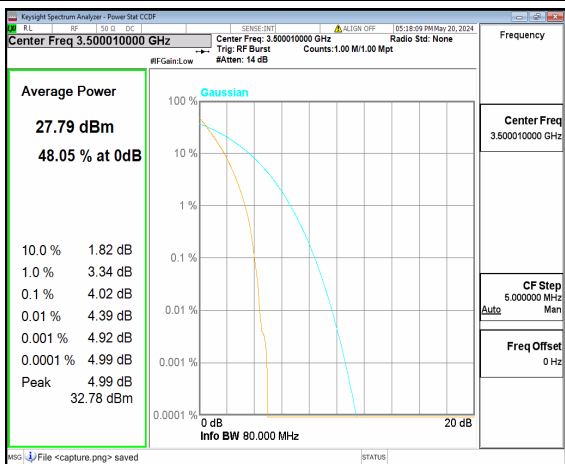 Keysight Spectrum Analyzer - Power Stat CCDF
RL RF 50 Ω DC SENSE:INT ALIGN OFF 05:18:09 PM May 20, 2024
Center Freq 3.500010000 GHz
Center Freq: 3.500010000 GHz Radio Std: None
Trig: RF Burst Counts:1.00 M/1.00 Mpt
#IFGain:Low #Atten: 14 dB
Average Power
27.79 dBm
48.05 % at 0dB
10.0 % 1.82 dB
1.0 % 3.34 dB
0.1 % 4.02 dB
0.01 % 4.39 dB
0.001 % 4.92 dB
0.0001 % 4.99 dB
Peak 4.99 dB
32.78 dBm
Gaussian
100 %
10 %
1 %
0.1 %
0.01 %
0.001 %
0.0001 %
0 dB 20 dB
Info BW 80.000 MHz
Frequency
Center Freq
3.500010000 GHz
CF Step
5.000000 MHz
Auto Man
Freq Offset
0 Hz
MSG File <capture.png> saved STATUS